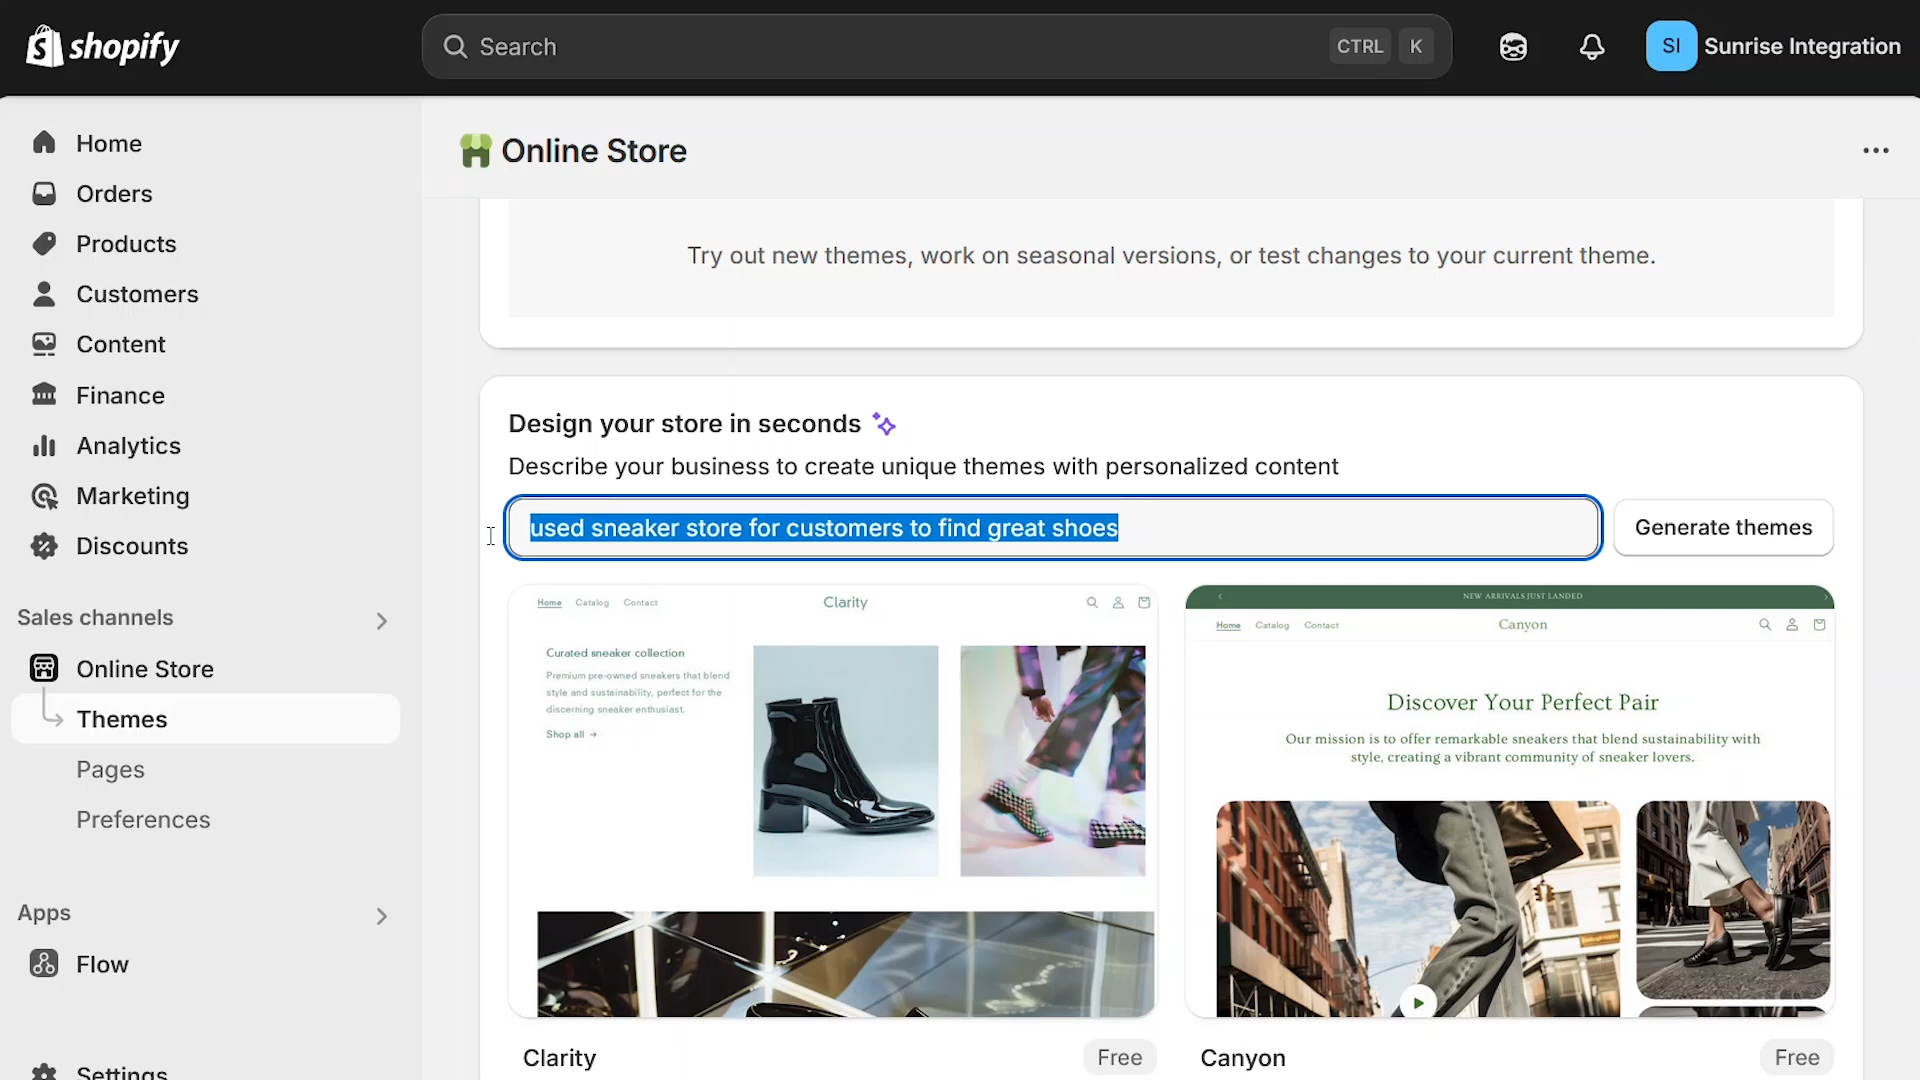 shopify
Search
CTRL K
SI
Sunrise Integration
Home
Orders
Products
Customers
Content
Finance
Analytics
Marketing
Discounts
Sales channels
Online Store
Themes
Pages
Preferences
Apps
Flow
Settings
Online Store
Try out new themes, work on seasonal versions, or test changes to your current theme.
Design your store in seconds
Describe your business to create unique themes with personalized content
used sneaker store for customers to find great shoes
Generate themes
Home Catalog Contact
Clarity
Curated sneaker collection
Premium pre-owned sneakers that blend
style and sustainability, perfect for the
discerning sneaker enthusiast.
Shop all →
Clarity
Free
NEW ARRIVALS JUST LANDED
Home Catalog Contact
Canyon
Discover Your Perfect Pair
Our mission is to offer remarkable sneakers that blend sustainability with
style, creating a vibrant community of sneaker lovers.
Canyon
Free